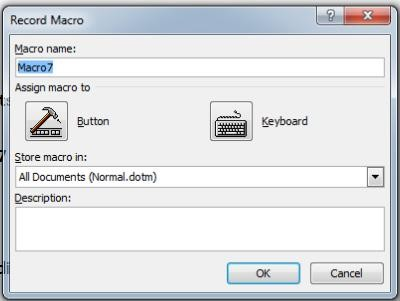 Record Macro
?
Macro name:
Macro7
Assign macro to
Button
Keyboard
Store macro in:
All Documents (Normal.dotm)
Description:
OK
Cancel